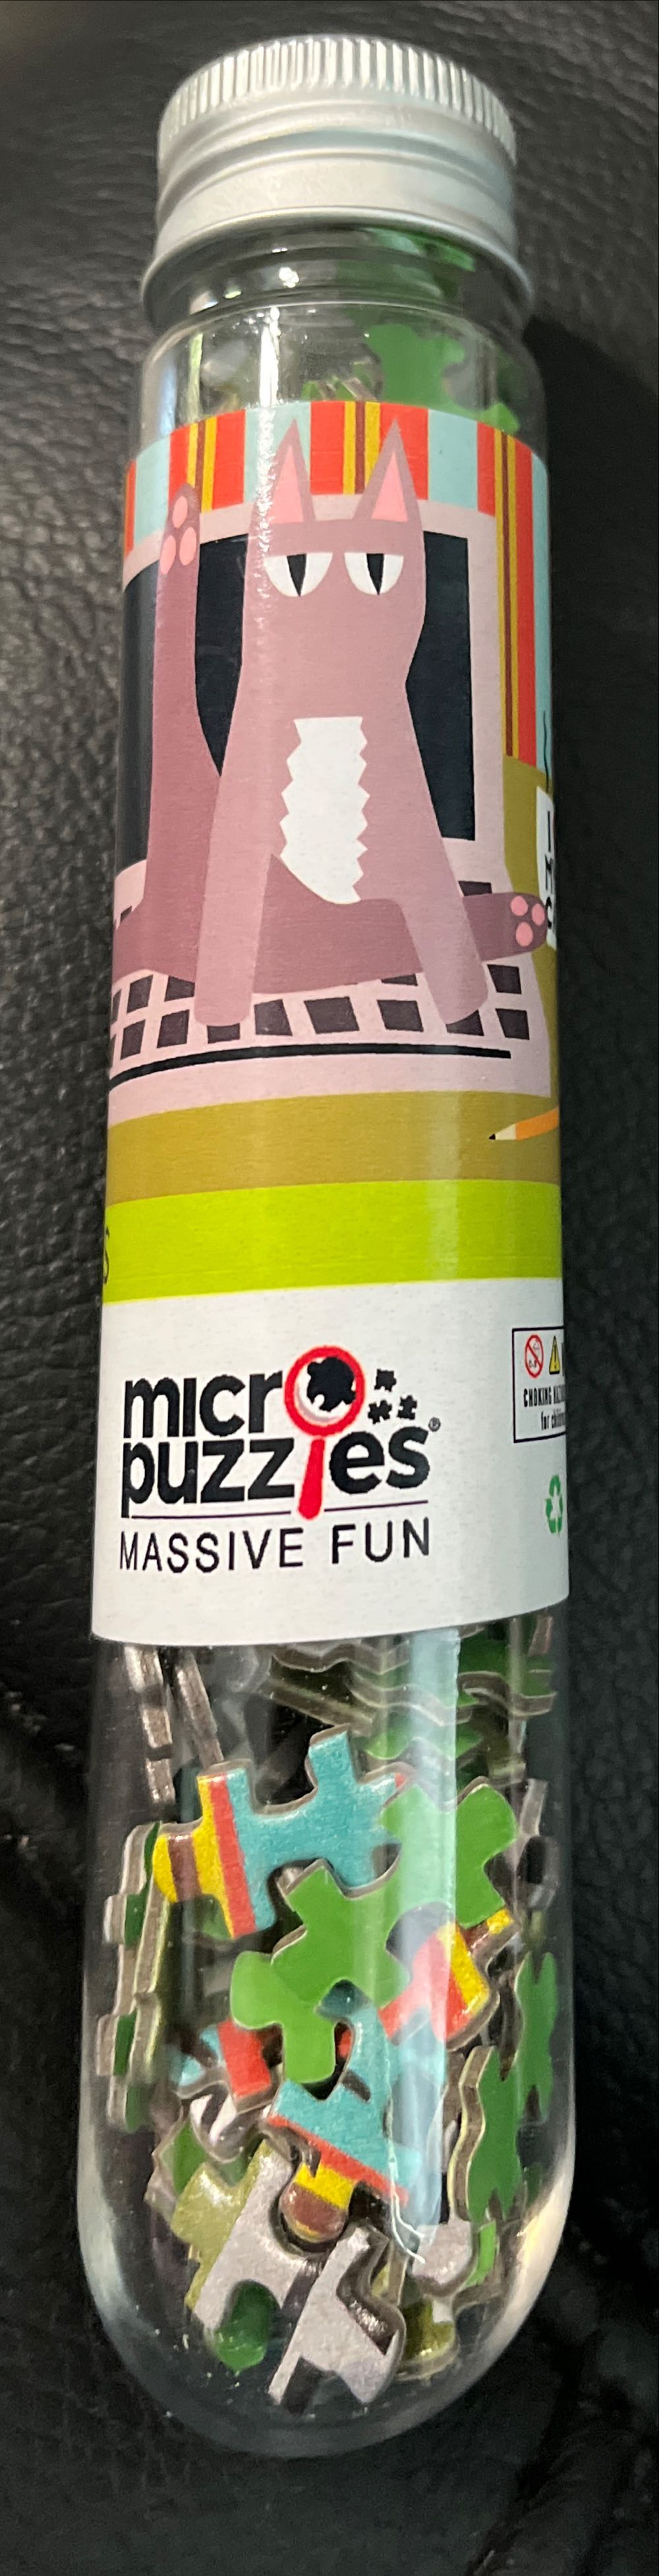 I
micro
puzzles®
MASSIVE FUN
CHOKING
for